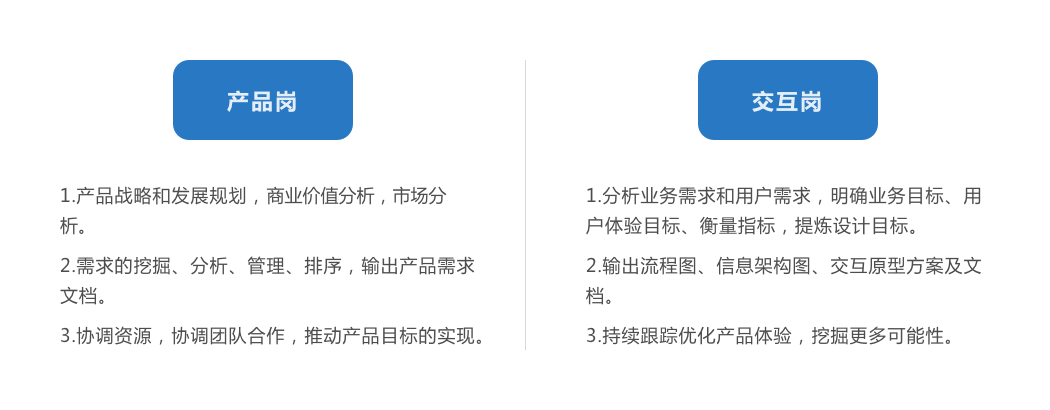 产品岗
1.产品战略和发展规划，商业价值分析，市场分
析。
2.需求的挖掘、分析、管理、排序，输出产品需求
文档。
3.协调资源，协调团队合作，推动产品目标的实现。
交互岗
1.分析业务需求和用户需求，明确业务目标、用
户体验目标、衡量指标，提炼设计目标。
2.输出流程图、信息架构图、交互原型方案及文
档。
3.持续跟踪优化产品体验，挖掘更多可能性。